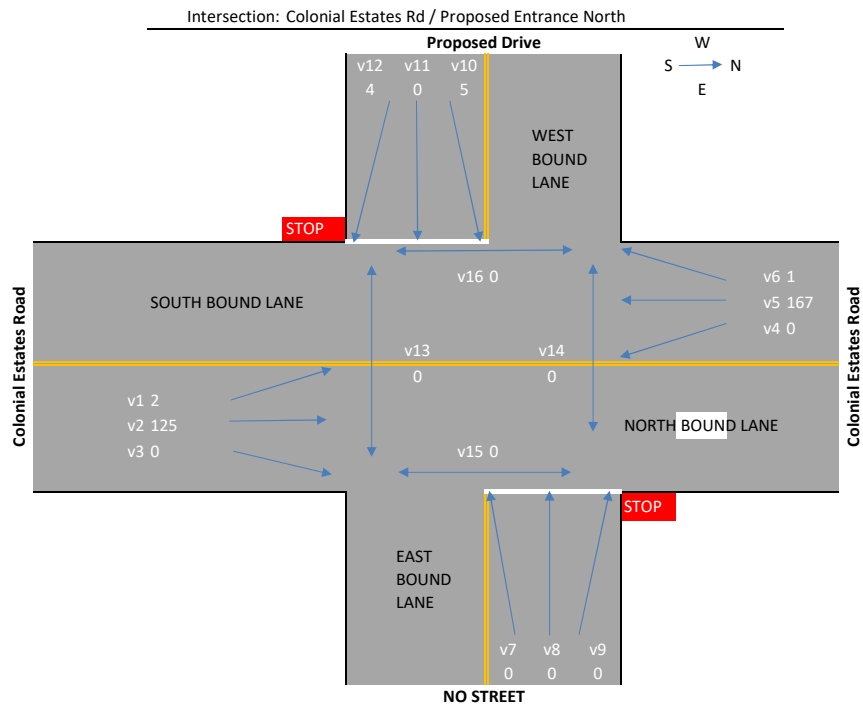 Intersection: Colonial Estates Rd / Proposed Entrance North
Proposed Drive
W
S N
E
v12 v11 v10
4 0 5
WEST
BOUND
LANE
STOP
v16 0
SOUTH BOUND LANE
v6 1
v5 167
v4 0
Colonial Estates Road
v13 v14
0 0
Colonial Estates Road
v1 2
v2 125
v3 0
NORTH BOUND LANE
v15 0
STOP
EAST
BOUND
LANE
v7 v8 v9
0 0 0
NO STREET